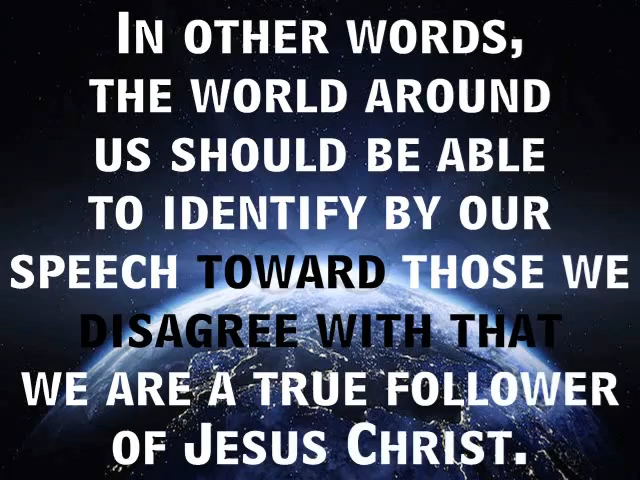 In other words,
the world around
us should be able
to identify by our
speech toward those we
disagree with that
we are a true follower
of Jesus Christ.